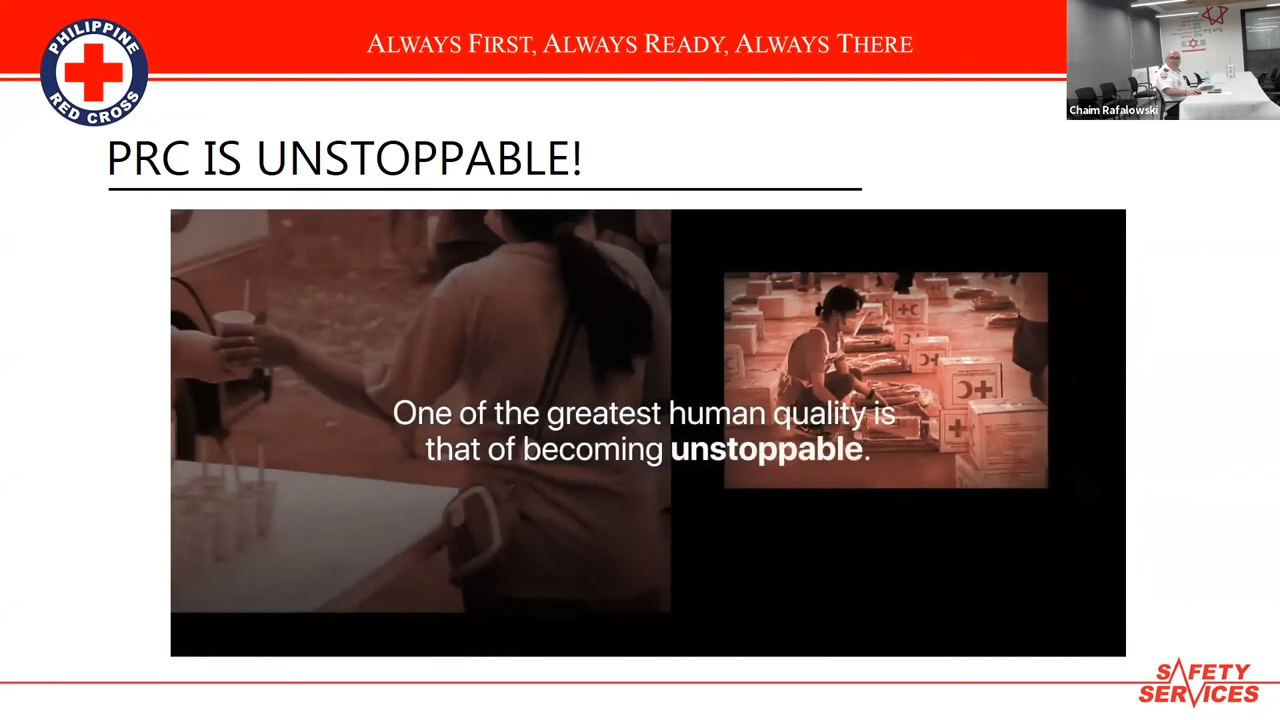 PHILIPPINE
RED CROSS
ALWAYS FIRST, ALWAYS READY, ALWAYS THERE
Chaim Rafalowski
PRC IS UNSTOPPABLE!
One of the greatest human quality is
that of becoming unstoppable.
SAFETY
SERVICES